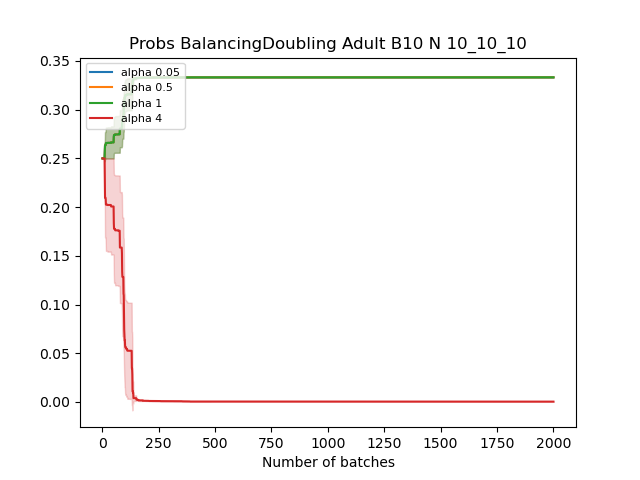 Probs BalancingDoubling Adult B10 N 10_10_10
0.35
0.30
0.25
0.20
0.15
0.10
0.05
0.00
alpha 0.05
alpha 0.5
alpha 1
alpha 4
0 250 500 750 1000 1250 1500 1750 2000
Number of batches